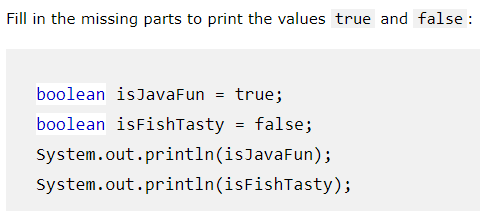 Fill in the missing parts to print the values true and false:
boolean isJavaFun = true;
boolean isFishTasty = false;
System.out.println(isJavaFun);
System.out.println(isFishTasty);